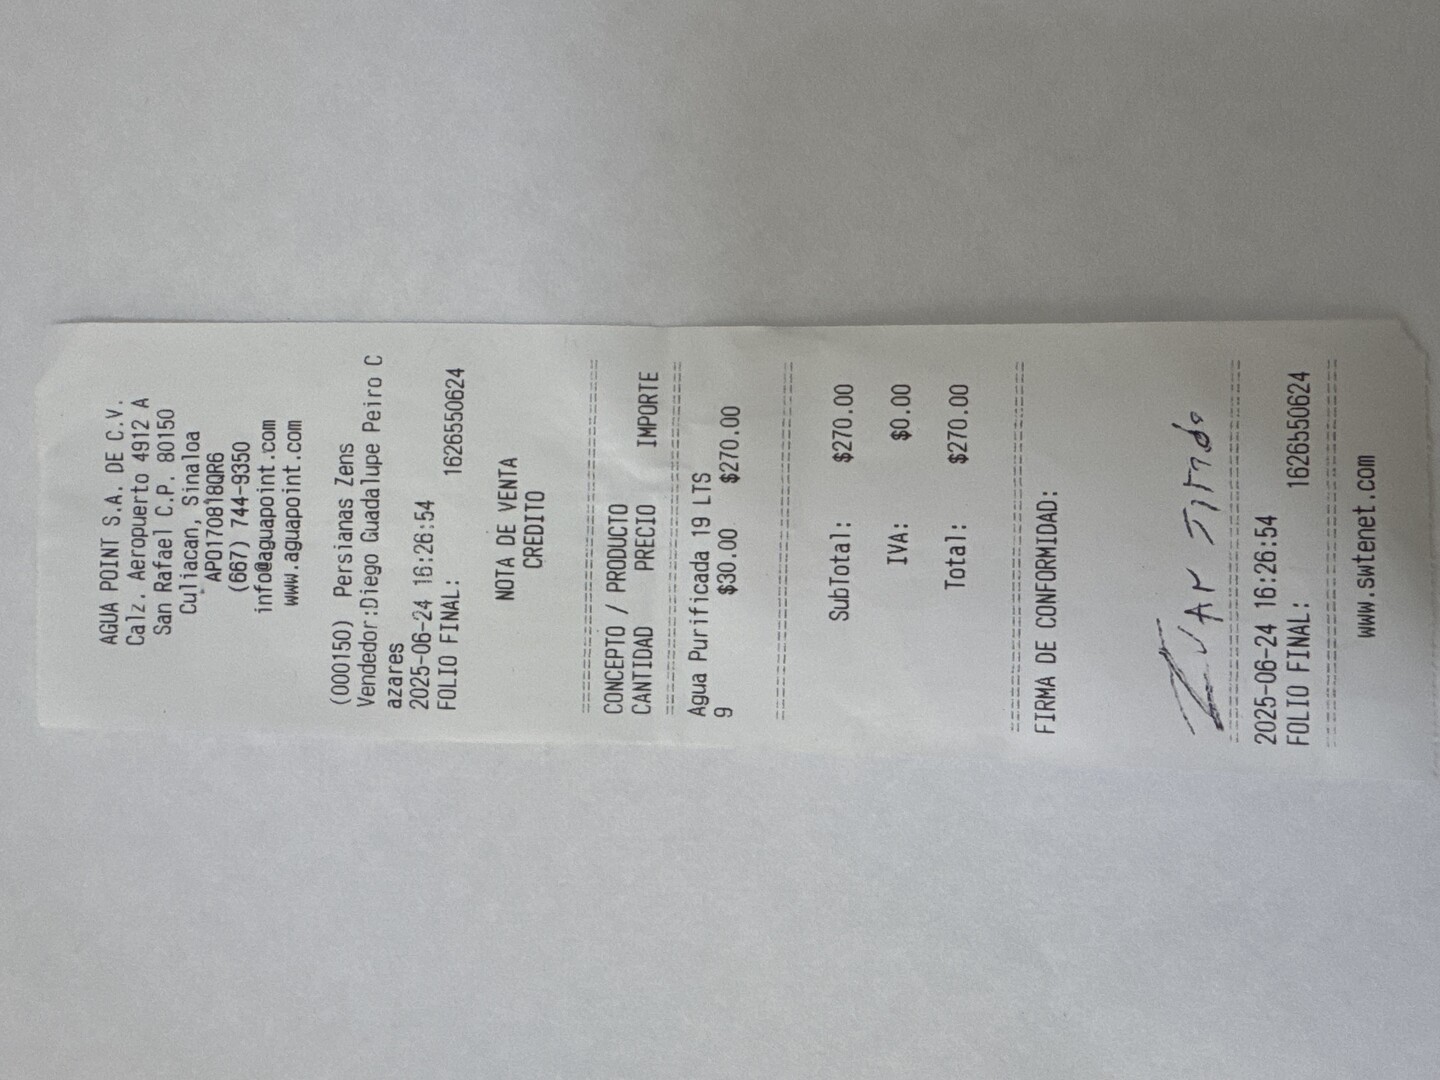 AGUA POINT S.A. DE C.V.
Calz. Aeropuerto 4912 A
San Rafael C.P. 80150
Culiacan, Sinaloa
APO170818QR6
(667) 744-9350
info@aguapoint.com
www.aguapoint.com
(000150) Persianas Zens
Vendedor:Diego Guadalupe Peiro C
azares
2025-06-24 16:26:54
FOLIO FINAL: 1626550624
NOTA DE VENTA
CREDITO
================================
CONCEPTO / PRODUCTO
CANTIDAD PRECIO IMPORTE
================================
Agua Purificada 19 LTS
9 $30.00 $270.00
================================
SubTotal: $270.00
IVA: $0.00
Total: $270.00
================================
FIRMA DE CONFORMIDAD:
================================
2025-06-24 16:26:54
FOLIO FINAL: 1626550624
================================
www.swtenet.com